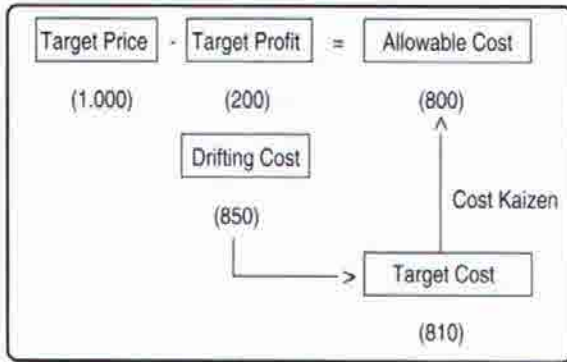 Target Price - Target Profit = Allowable Cost
(1.000) (200) (800)
Drifting Cost
(850)
Cost Kaizen
Target Cost
(810)